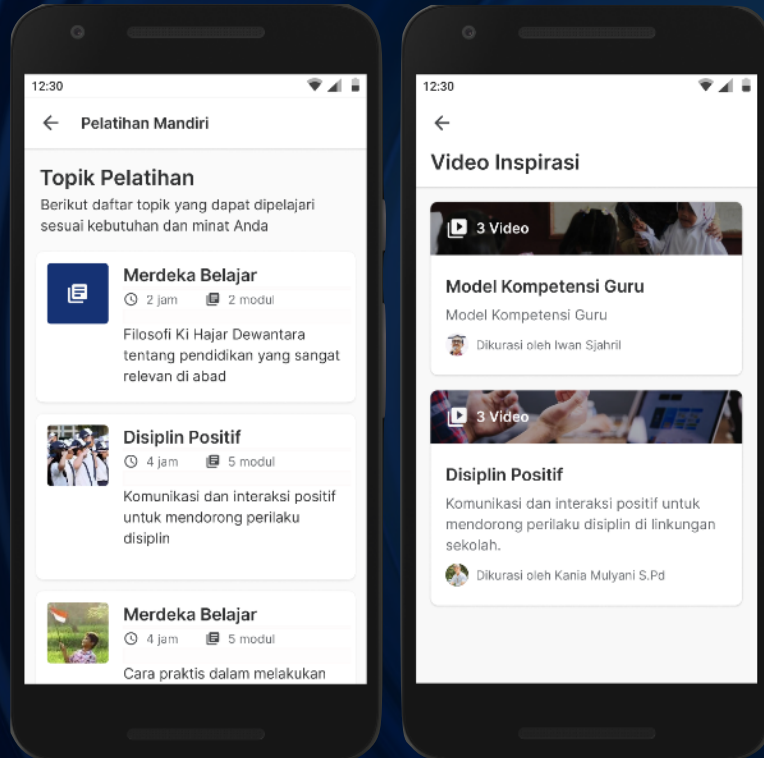 12:30
Pelatihan Mandiri
Topik Pelatihan
Berikut daftar topik yang dapat dipelajari
sesuai kebutuhan dan minat Anda
Merdeka Belajar
2 jam 2 modul
Filosofi Ki Hajar Dewantara
tentang pendidikan yang sangat
relevan di abad
Disiplin Positif
4 jam 5 modul
Komunikasi dan interaksi positif
untuk mendorong perilaku
disiplin
Merdeka Belajar
4 jam 5 modul
Cara praktis dalam melakukan
12:30
Video Inspirasi
3 Video
Model Kompetensi Guru
Model Kompetensi Guru
Dikurasi oleh Iwan Sjahril
3 Video
Disiplin Positif
Komunikasi dan interaksi positif untuk
mendorong perilaku disiplin di linkungan
sekolah.
Dikurasi oleh Kania Mulyani S.Pd